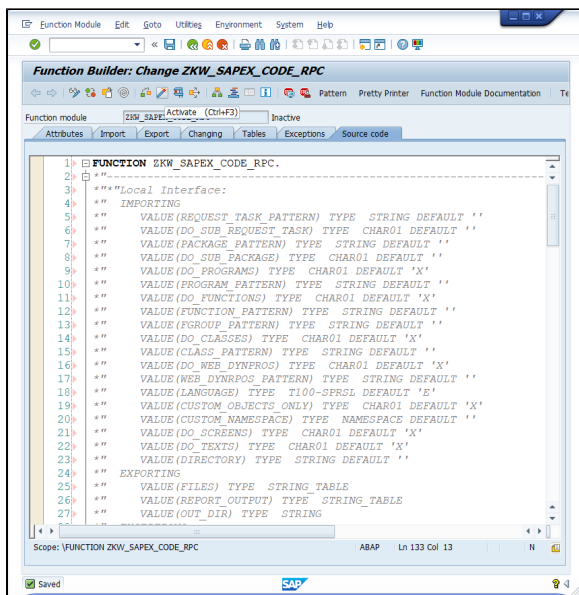 Function Module Edit Goto Utilities Environment System Help
Function Builder: Change ZKW_SAPEX_CODE_RPC
Pattern Pretty Printer Function Module Documentation Te
Function module Inactive
Activate (Ctrl+F3)
Attributes Import Export Changing Tables Exceptions Source code
1 FUNCTION ZKW_SAPEX_CODE_RPC.
2 *"----------------------------------------------------------------------
3 *"*"Local Interface:
4 *" IMPORTING
5 *" VALUE(REQUEST_TASK_PATTERN) TYPE STRING DEFAULT ''
6 *" VALUE(DO_SUB_REQUEST_TASK) TYPE CHAR01 DEFAULT ''
7 *" VALUE(PACKAGE_PATTERN) TYPE STRING DEFAULT ''
8 *" VALUE(DO_SUB_PACKAGE) TYPE CHAR01 DEFAULT ''
9 *" VALUE(DO_PROGRAMS) TYPE CHAR01 DEFAULT 'X'
10 *" VALUE(PROGRAM_PATTERN) TYPE STRING DEFAULT ''
11 *" VALUE(DO_FUNCTIONS) TYPE CHAR01 DEFAULT 'X'
12 *" VALUE(FUNCTION_PATTERN) TYPE STRING DEFAULT ''
13 *" VALUE(FGROUP_PATTERN) TYPE STRING DEFAULT ''
14 *" VALUE(DO_CLASSES) TYPE CHAR01 DEFAULT 'X'
15 *" VALUE(CLASS_PATTERN) TYPE STRING DEFAULT ''
16 *" VALUE(DO_WEB_DYNPROS) TYPE CHAR01 DEFAULT 'X'
17 *" VALUE(WEB_DYNRPOS_PATTERN) TYPE STRING DEFAULT ''
18 *" VALUE(LANGUAGE) TYPE T100-SPRSL DEFAULT 'E'
19 *" VALUE(CUSTOM_OBJECTS_ONLY) TYPE CHAR01 DEFAULT 'X'
20 *" VALUE(CUSTOM_NAMESPACE) TYPE NAMESPACE DEFAULT ''
21 *" VALUE(DO_SCREENS) TYPE CHAR01 DEFAULT 'X'
22 *" VALUE(DO_TEXTS) TYPE CHAR01 DEFAULT 'X'
23 *" VALUE(DIRECTORY) TYPE STRING DEFAULT ''
24 *" EXPORTING
25 *" VALUE(FILES) TYPE STRING_TABLE
26 *" VALUE(REPORT_OUTPUT) TYPE STRING_TABLE
27 *" VALUE(OUT_DIR) TYPE STRING
Scope: \FUNCTION ZKW_SAPEX_CODE_RPC ABAP Ln 133 Col 13 N
Saved SAP